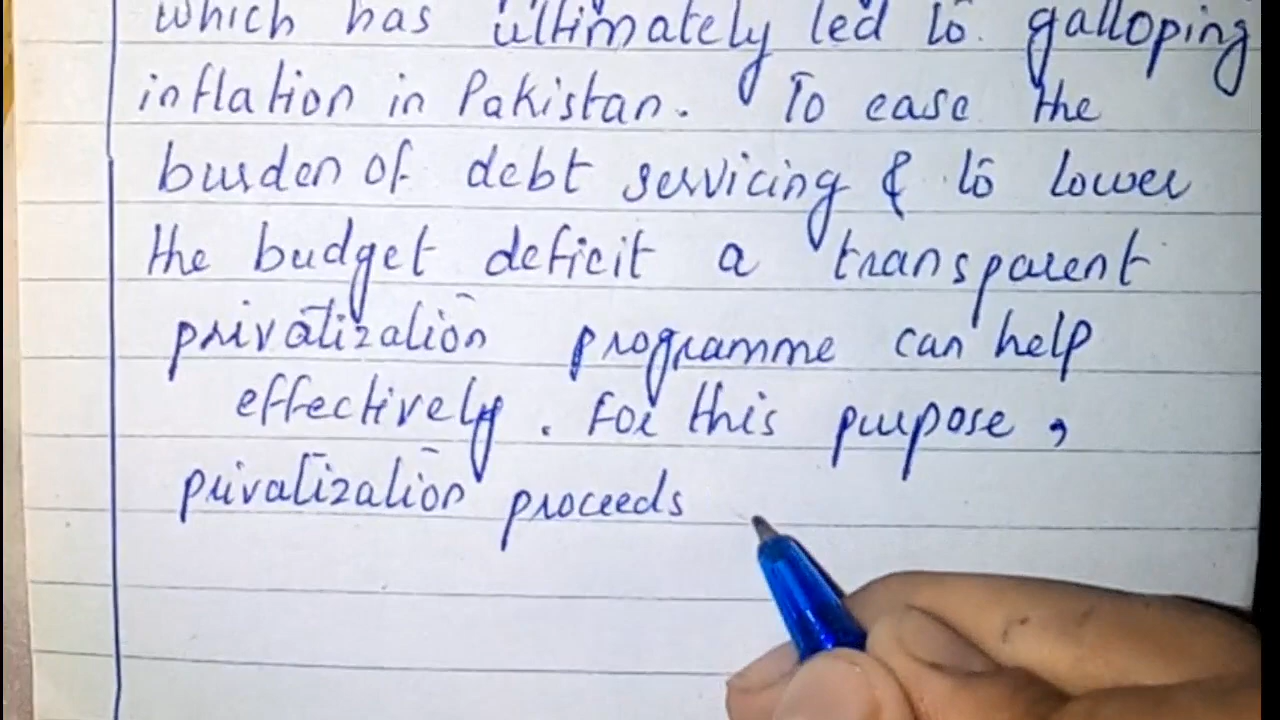 which has ultimately led to galloping
inflation in Pakistan. To ease the
burden of debt servicing & to lower
the budget deficit a transparent
privatization programme can help
effectively. For this purpose,
privatization proceeds